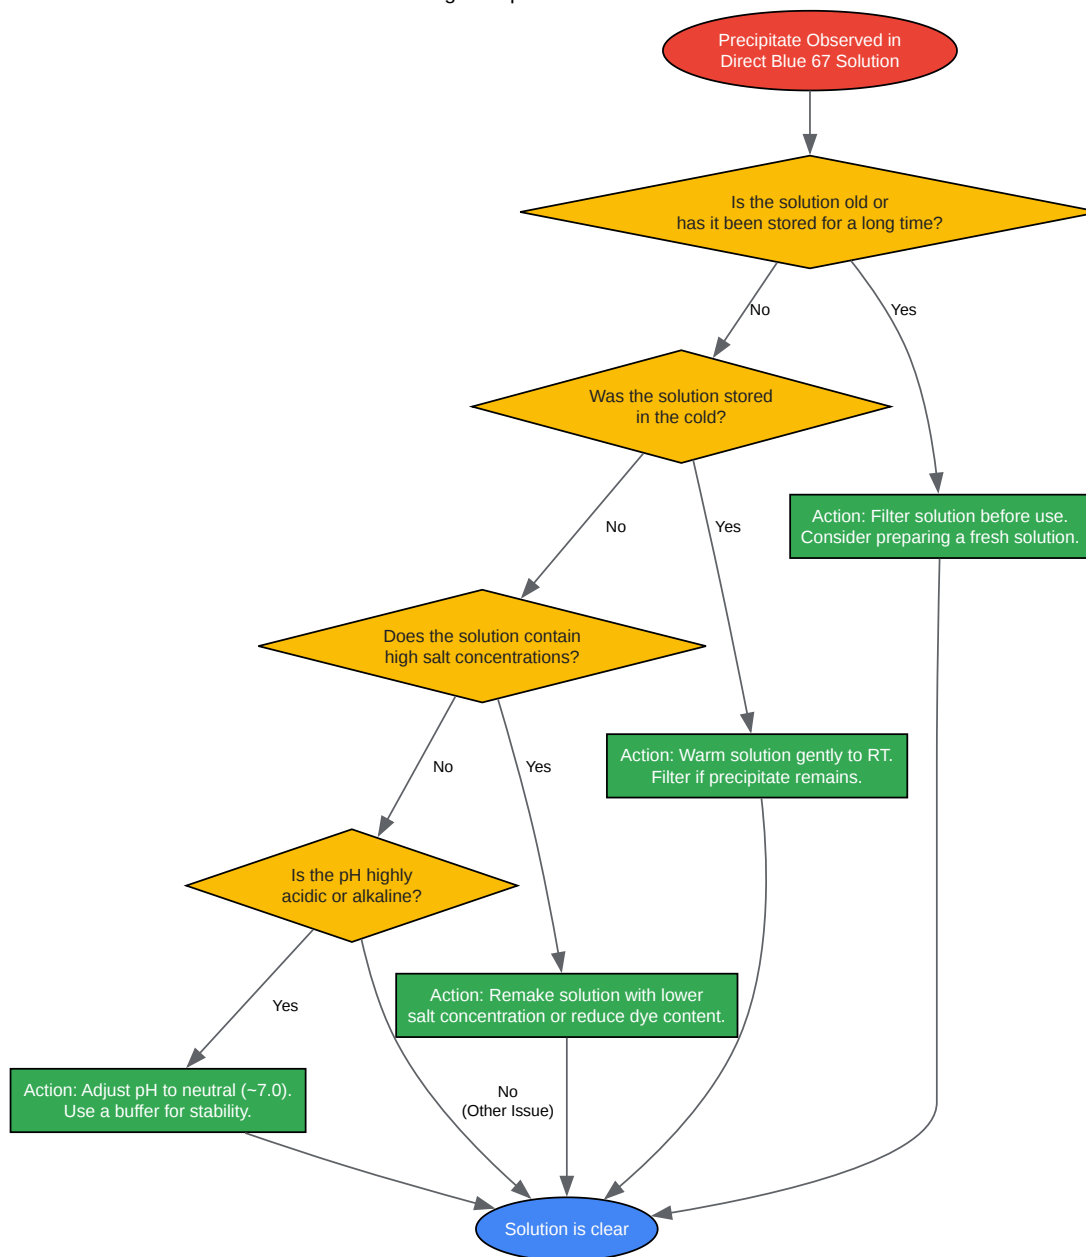 Precipitate Observed in
Direct Blue 67 Solution
Is the solution old or
has it been stored for a long time?
No
Yes
Was the solution stored
in the cold?
Action: Filter solution before use.
Consider preparing a fresh solution.
No
Yes
Does the solution contain
high salt concentrations?
Action: Warm solution gently to RT.
Filter if precipitate remains.
No
Yes
Is the pH highly
acidic or alkaline?
Action: Remake solution with lower
salt concentration or reduce dye content.
Yes
Action: Adjust pH to neutral (~7.0).
Use a buffer for stability.
No
(Other Issue)
Solution is clear